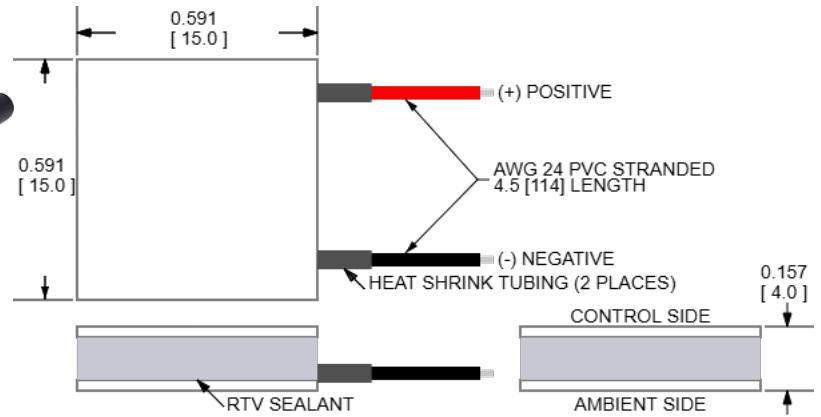 0.591
[ 15.0 ]
(+) POSITIVE
0.591
[ 15.0 ]
AWG 24 PVC STRANDED
4.5 [114] LENGTH
(-) NEGATIVE
HEAT SHRINK TUBING (2 PLACES)
0.157
[ 4.0 ]
CONTROL SIDE
RTV SEALANT
AMBIENT SIDE